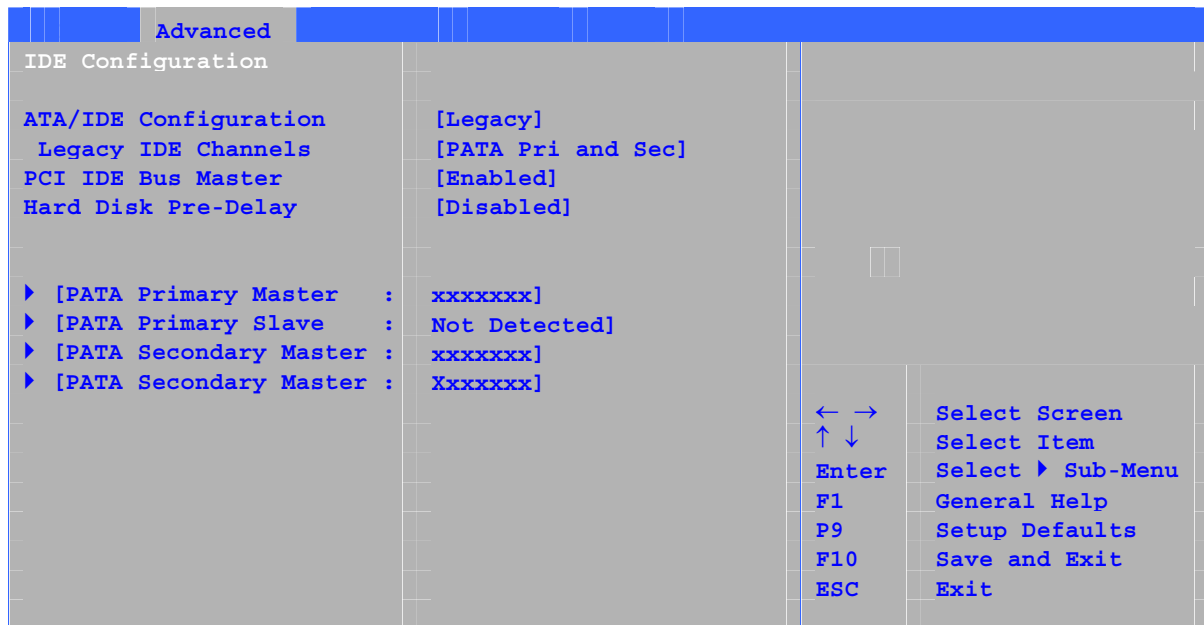 Advanced
IDE Configuration
ATA/IDE Configuration [Legacy]
Legacy IDE Channels [PATA Pri and Sec]
PCI IDE Bus Master [Enabled]
Hard Disk Pre-Delay [Disabled]
▶ [PATA Primary Master : xxxxxxx]
▶ [PATA Primary Slave : Not Detected]
▶ [PATA Secondary Master : xxxxxxx]
▶ [PATA Secondary Master : Xxxxxxx]
← → Select Screen
↑ ↓ Select Item
Enter Select ▶ Sub-Menu
F1 General Help
P9 Setup Defaults
F10 Save and Exit
ESC Exit